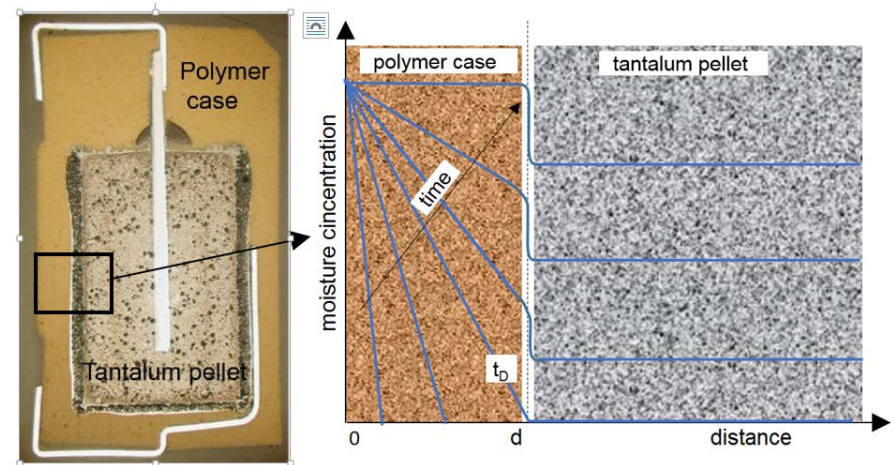 Polymer
case
Tantalum pellet
polymer case
tantalum pellet
moisture cincentration
time
t_D
0
d
distance